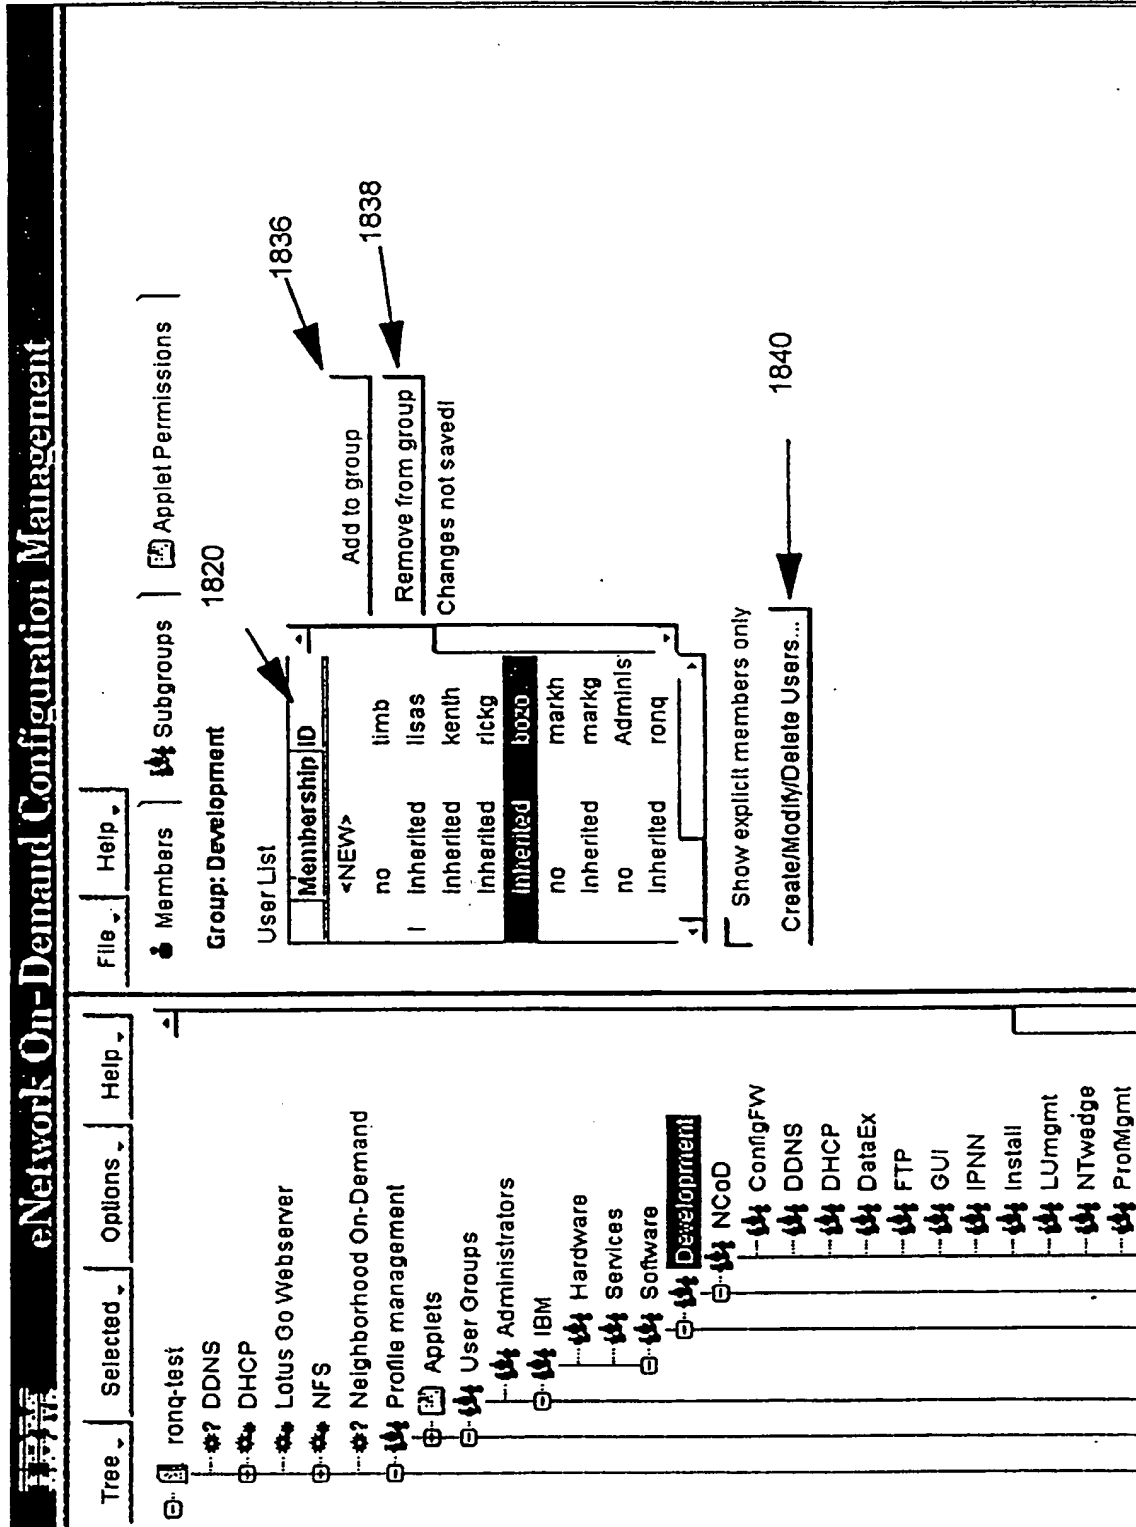 IBM
eNetwork On-Demand Configuration Management
Tree Selected Options Help
ronq-test
? DDNS
DHCP
Lotus Go Webserver
NFS
? Neighborhood On-Demand
Profile management
Applets
User Groups
Administrators
IBM
Hardware
Services
Software
Development
NCoD
ConfigFW
DDNS
DHCP
DataEx
FTP
GUI
IPNN
Install
LUmgmt
NTwedge
ProfMgmt
File Help
Members Subgroups Applet Permissions
Group: Development
1820
User List
Membership ID
<NEW>
no timb
Inherited lisas
Inherited kenth
Inherited rickg
Inherited bozo
no markh
Inherited markg
no Adminis
Inherited ronq
1836
Add to group
1838
Remove from group
Changes not saved!
Show explicit members only
Create/Modify/Delete Users...
1840